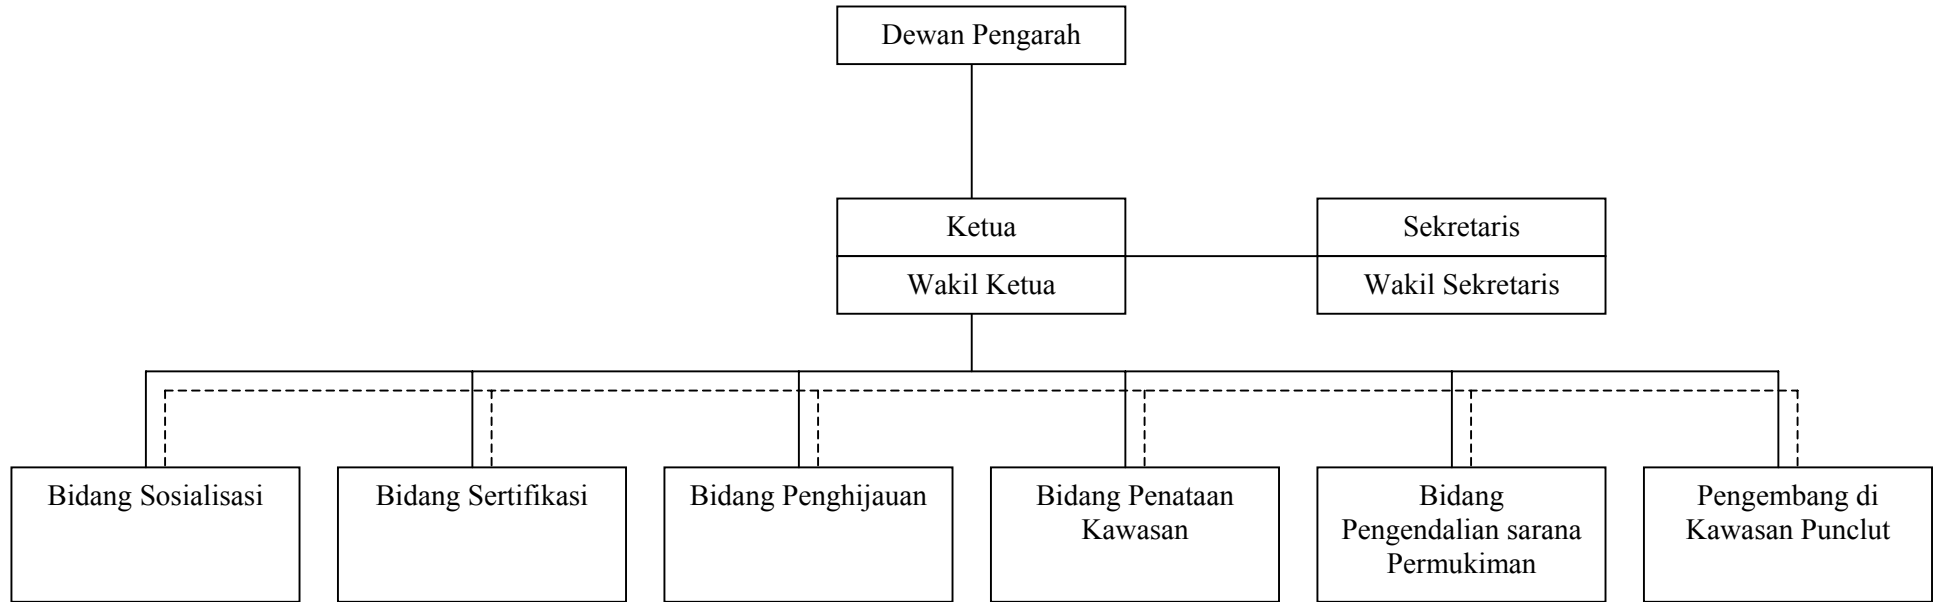 Dewan Pengarah
Ketua
Sekretaris
Wakil Ketua
Wakil Sekretaris
Bidang Sosialisasi
Bidang Sertifikasi
Bidang Penghijauan
Bidang Penataan
Kawasan
Bidang
Pengendalian sarana
Permukiman
Pengembang di
Kawasan Punclut